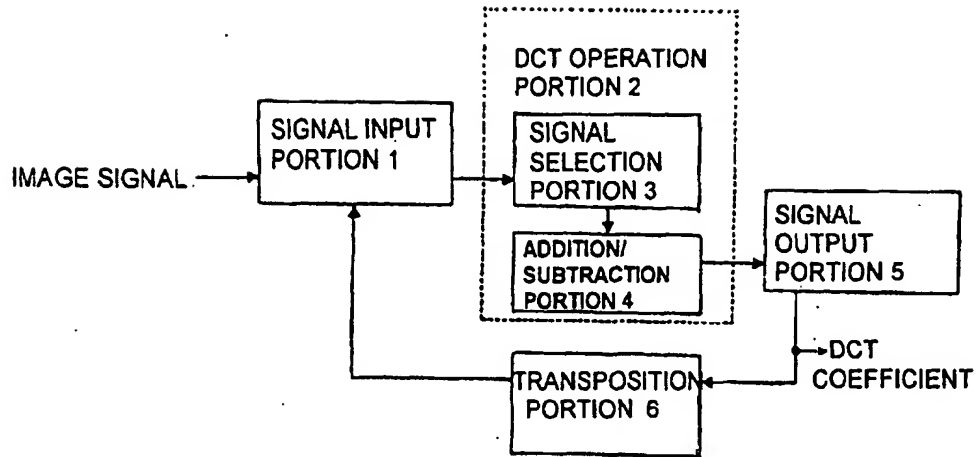 IMAGE SIGNAL
SIGNAL INPUT
PORTION 1
DCT OPERATION
PORTION 2
SIGNAL
SELECTION
PORTION 3
ADDITION/
SUBTRACTION
PORTION 4
SIGNAL
OUTPUT
PORTION 5
DCT
COEFFICIENT
TRANSPOSITION
PORTION 6